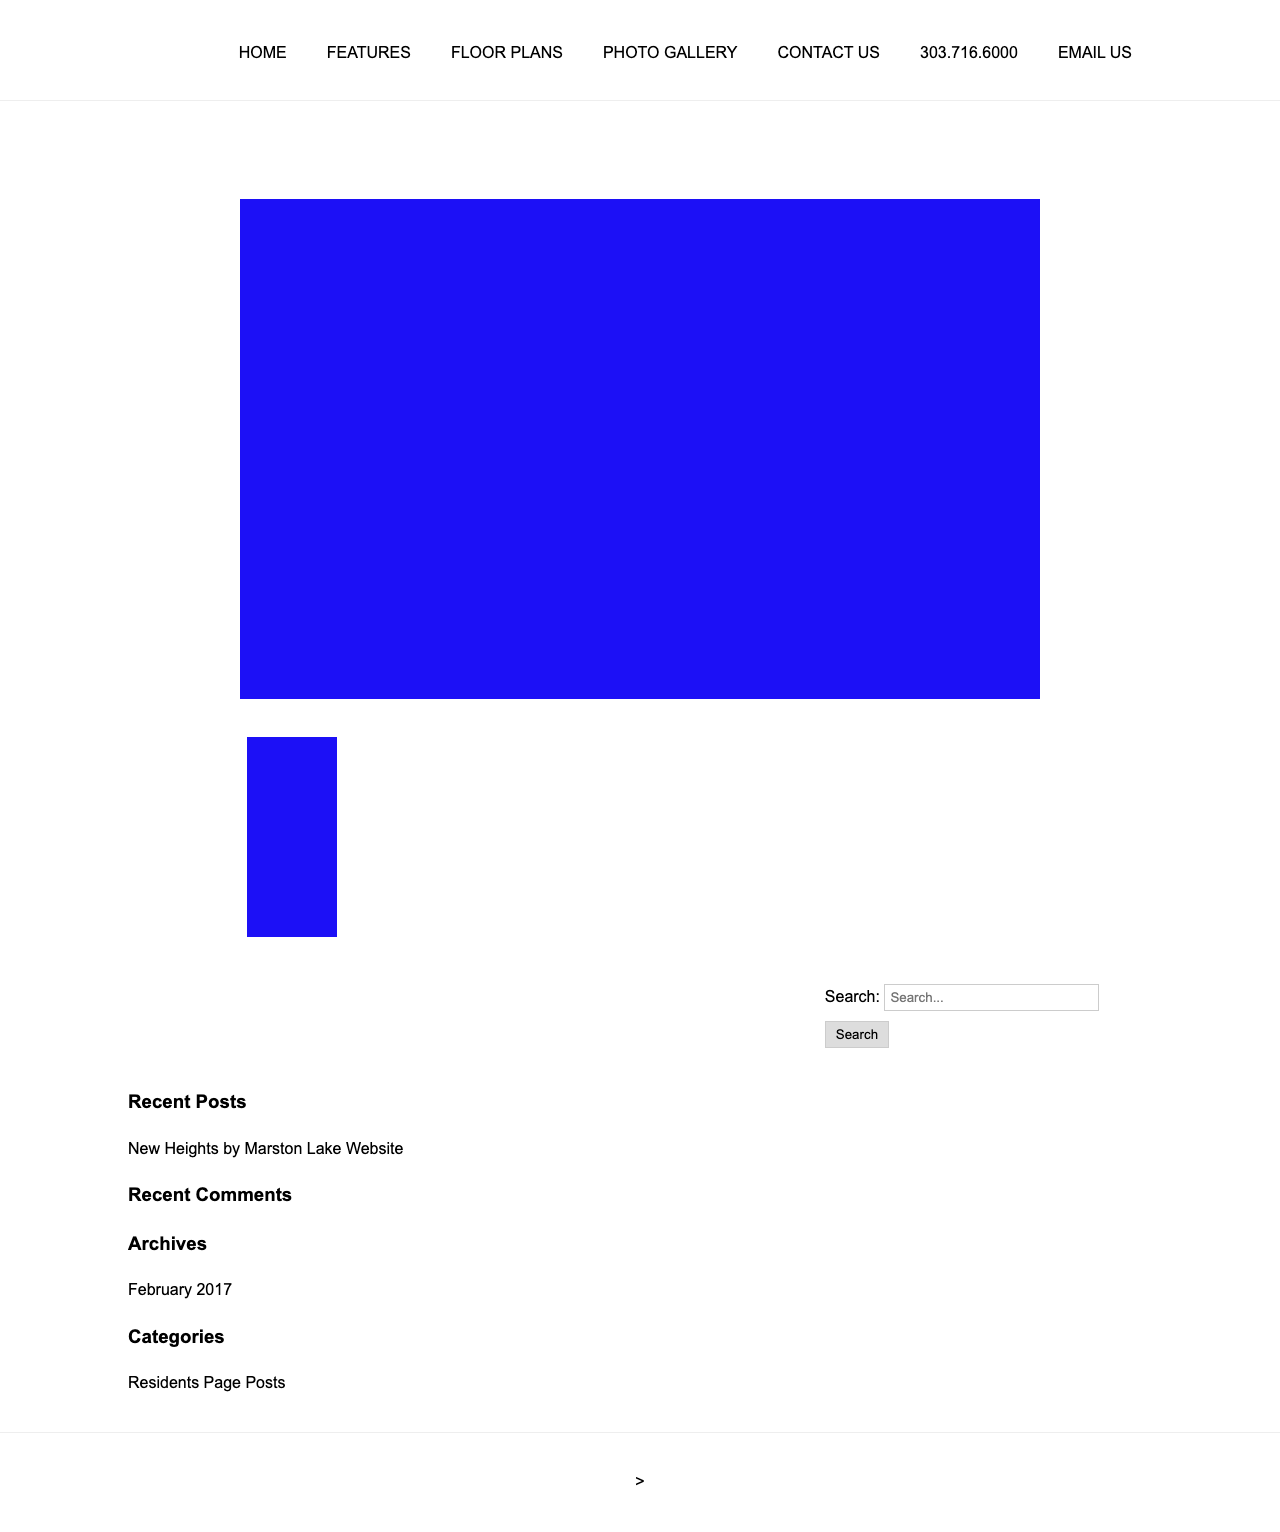 HOME FEATURES FLOOR PLANS PHOTO GALLERY CONTACT US 303.716.6000 EMAIL US
Search: Search...
Search
Recent Posts
New Heights by Marston Lake Website
Recent Comments
Archives
February 2017
Categories
Residents Page Posts
>